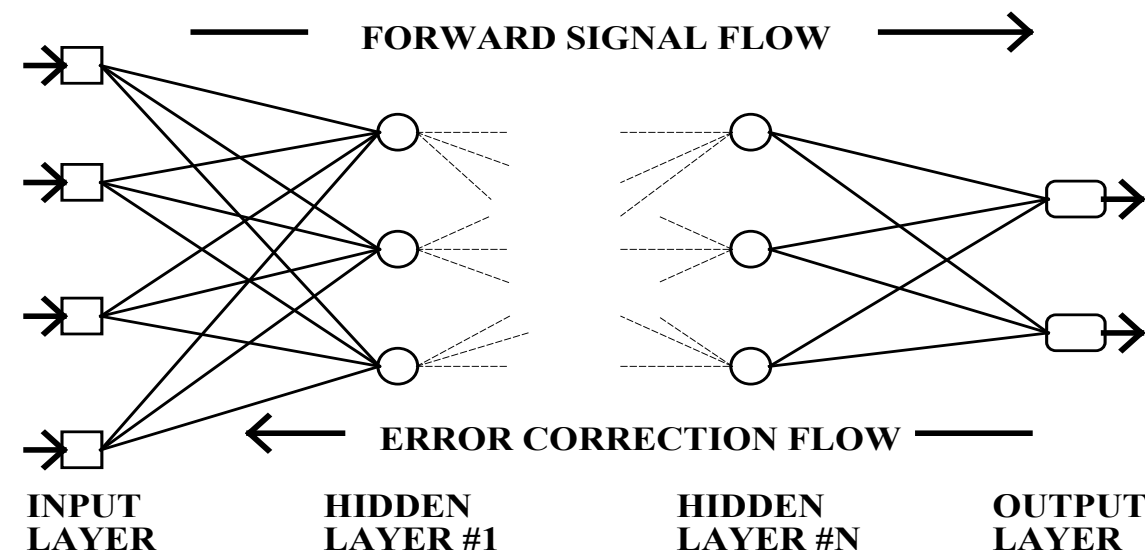 FORWARD SIGNAL FLOW
ERROR CORRECTION FLOW
INPUT
LAYER
HIDDEN
LAYER #1
HIDDEN
LAYER #N
OUTPUT
LAYER